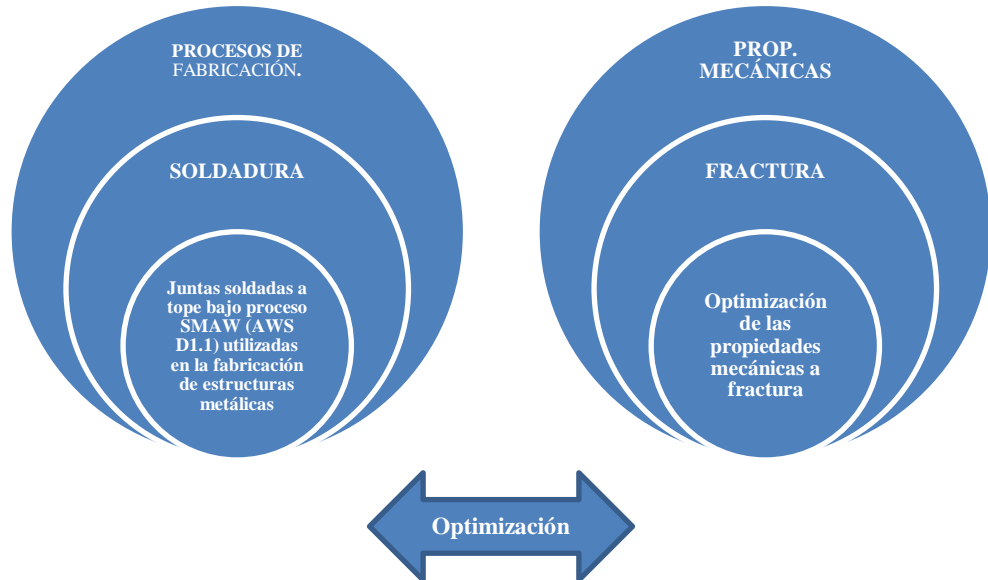 PROCESOS DE
FABRICACIÓN.
SOLDADURA
Juntas soldadas a
tope bajo proceso
SMAW (AWS
D1.1) utilizadas
en la fabricación
de estructuras
metálicas
PROP.
MECÁNICAS
FRACTURA
Optimización
de las
propiedades
mecánicas a
fractura
Optimización